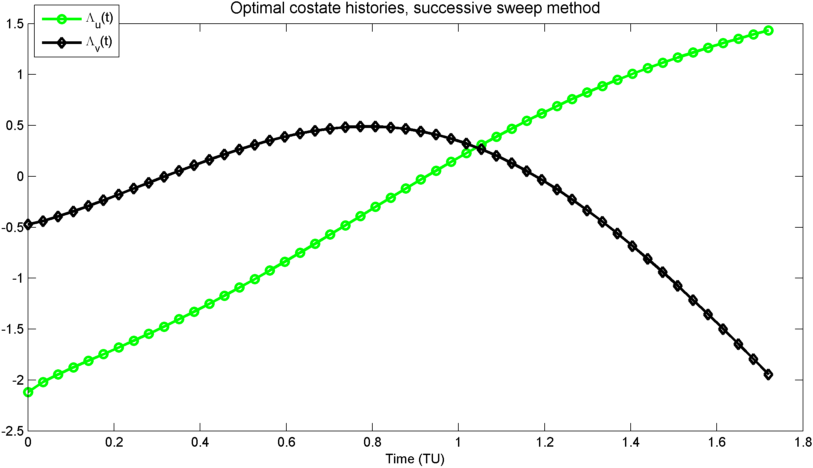 Optimal costate histories, successive sweep method
Λu(t)
Λv(t)
1.5
1
0.5
0
-0.5
-1
-1.5
-2
-2.5
0 0.2 0.4 0.6 0.8 1 1.2 1.4 1.6 1.8
Time (TU)